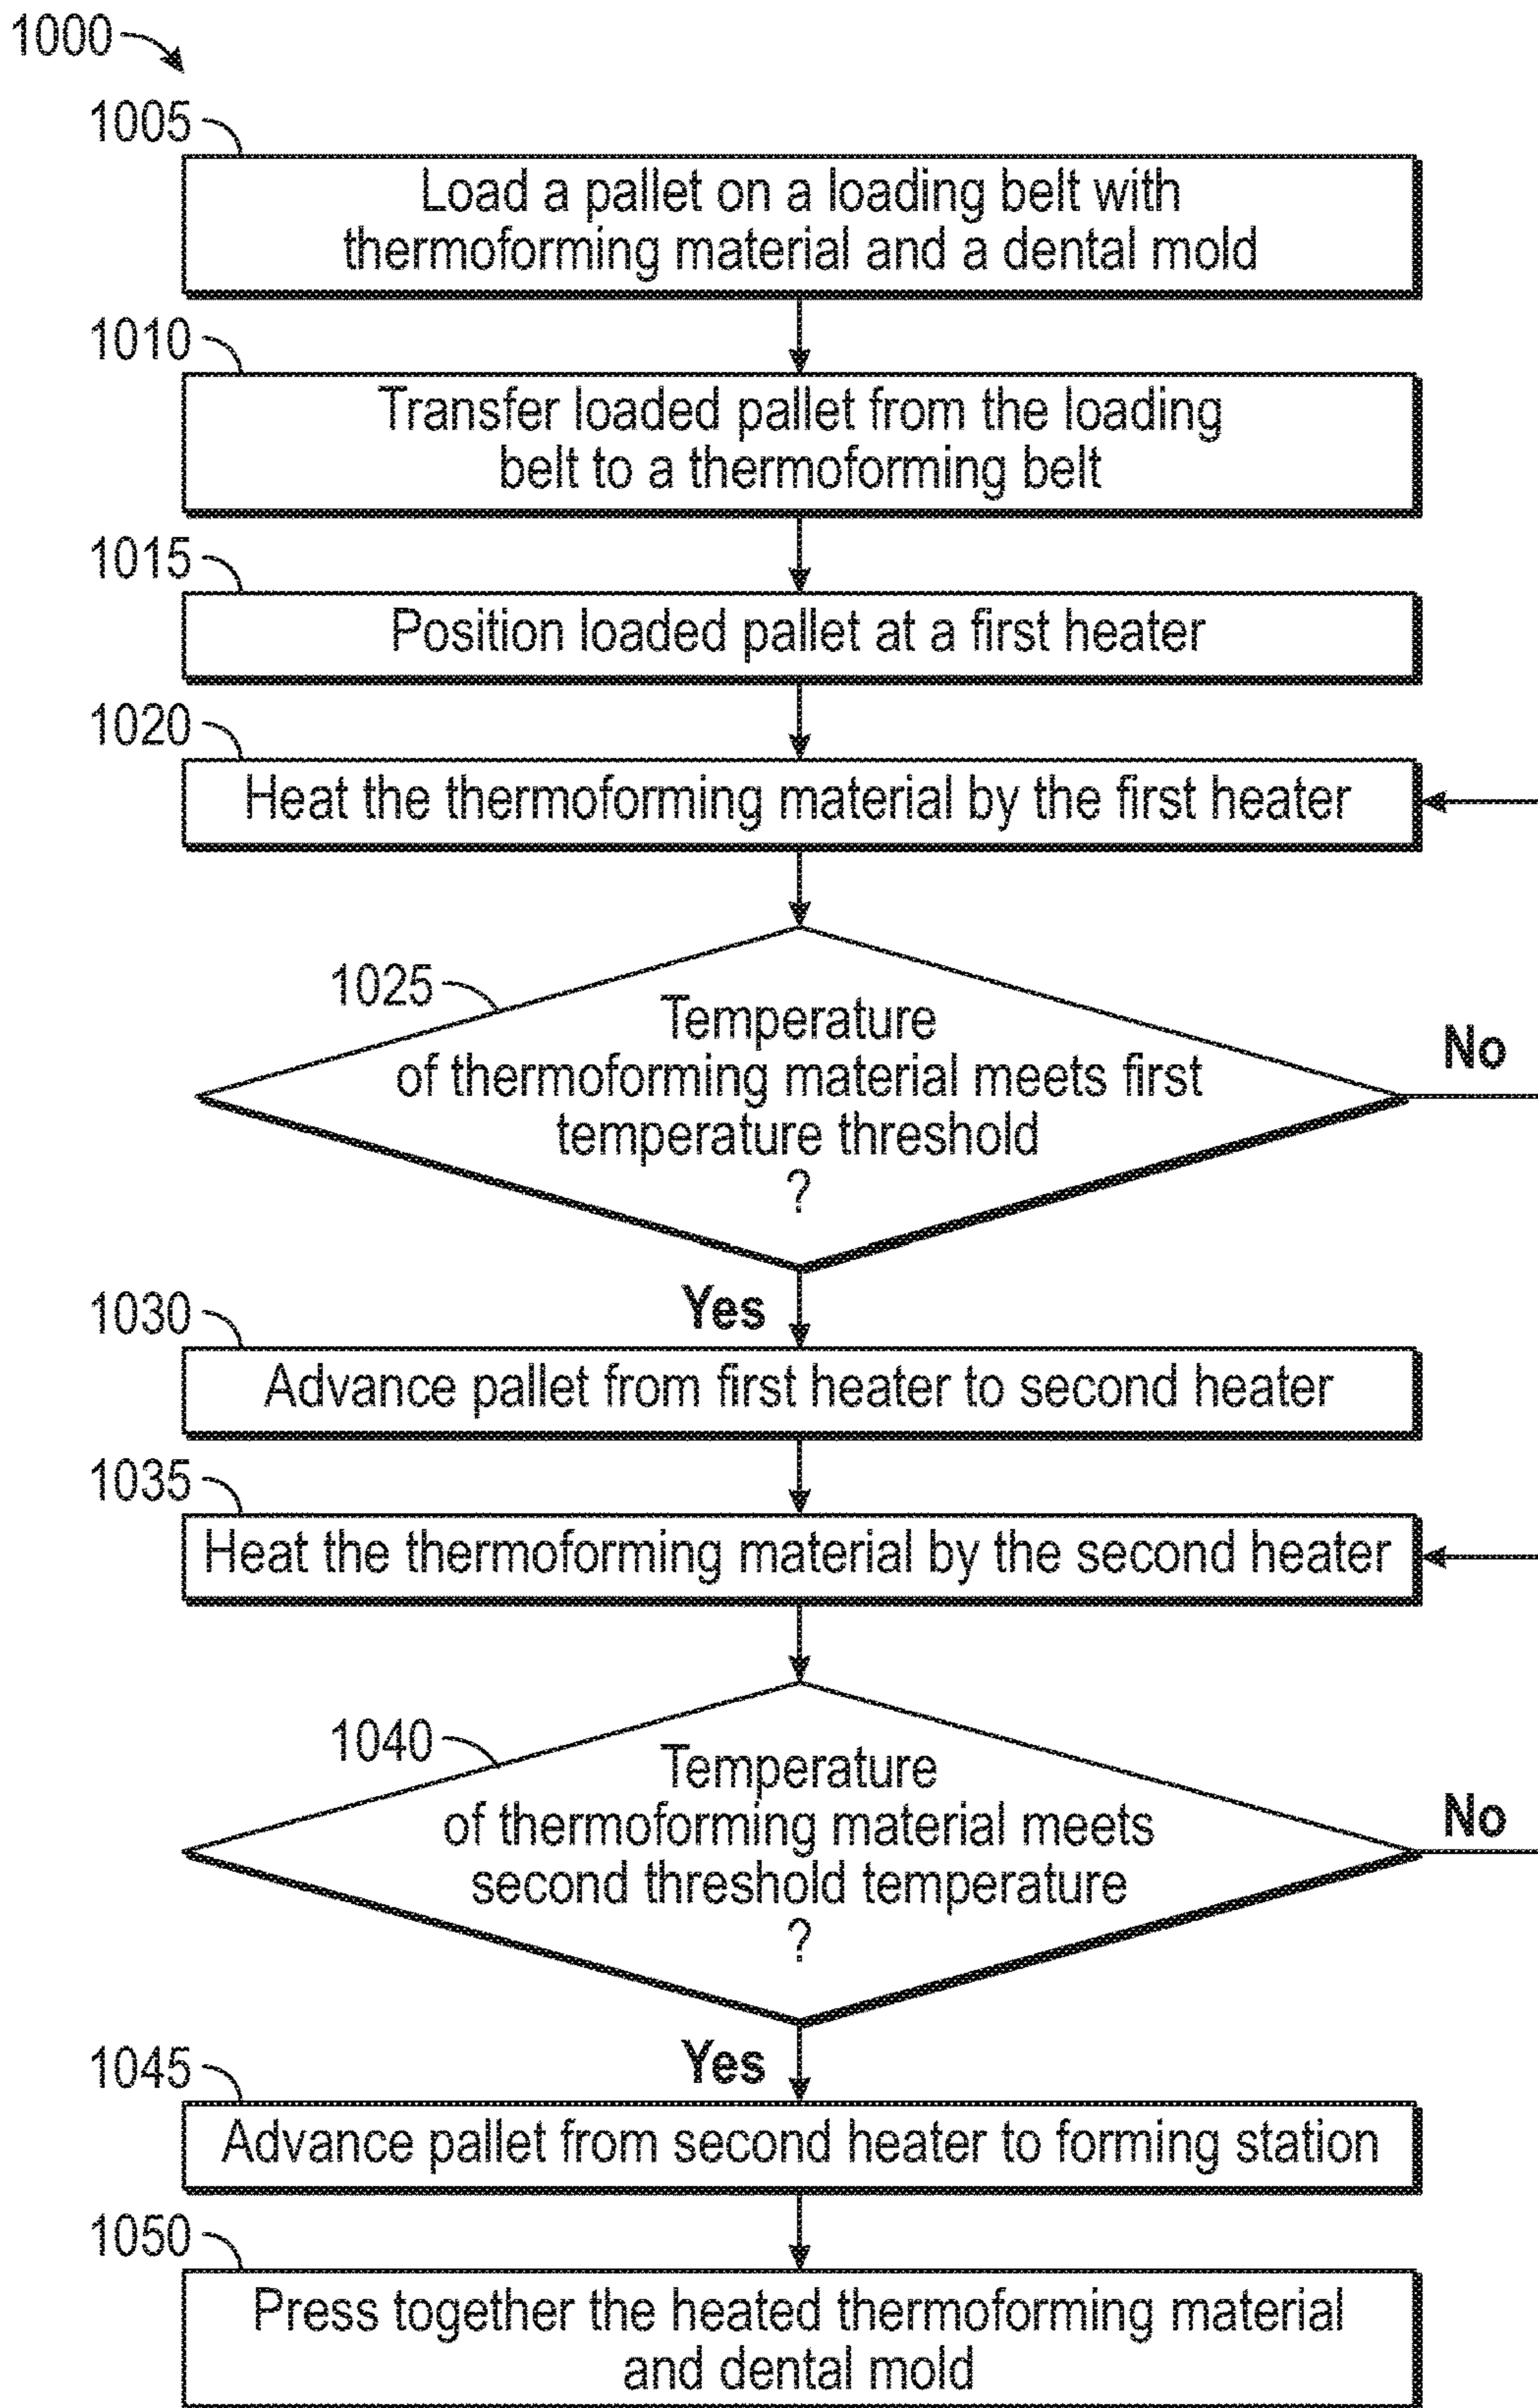 1000
1005
Load a pallet on a loading belt with
thermoforming material and a dental mold
1010
Transfer loaded pallet from the loading
belt to a thermoforming belt
1015
Position loaded pallet at a first heater
1020
Heat the thermoforming material by the first heater
1025
Temperature
of thermoforming material meets first
temperature threshold
?
No
Yes
1030
Advance pallet from first heater to second heater
1035
Heat the thermoforming material by the second heater
1040
Temperature
of thermoforming material meets
second threshold temperature
?
No
Yes
1045
Advance pallet from second heater to forming station
1050
Press together the heated thermoforming material
and dental mold